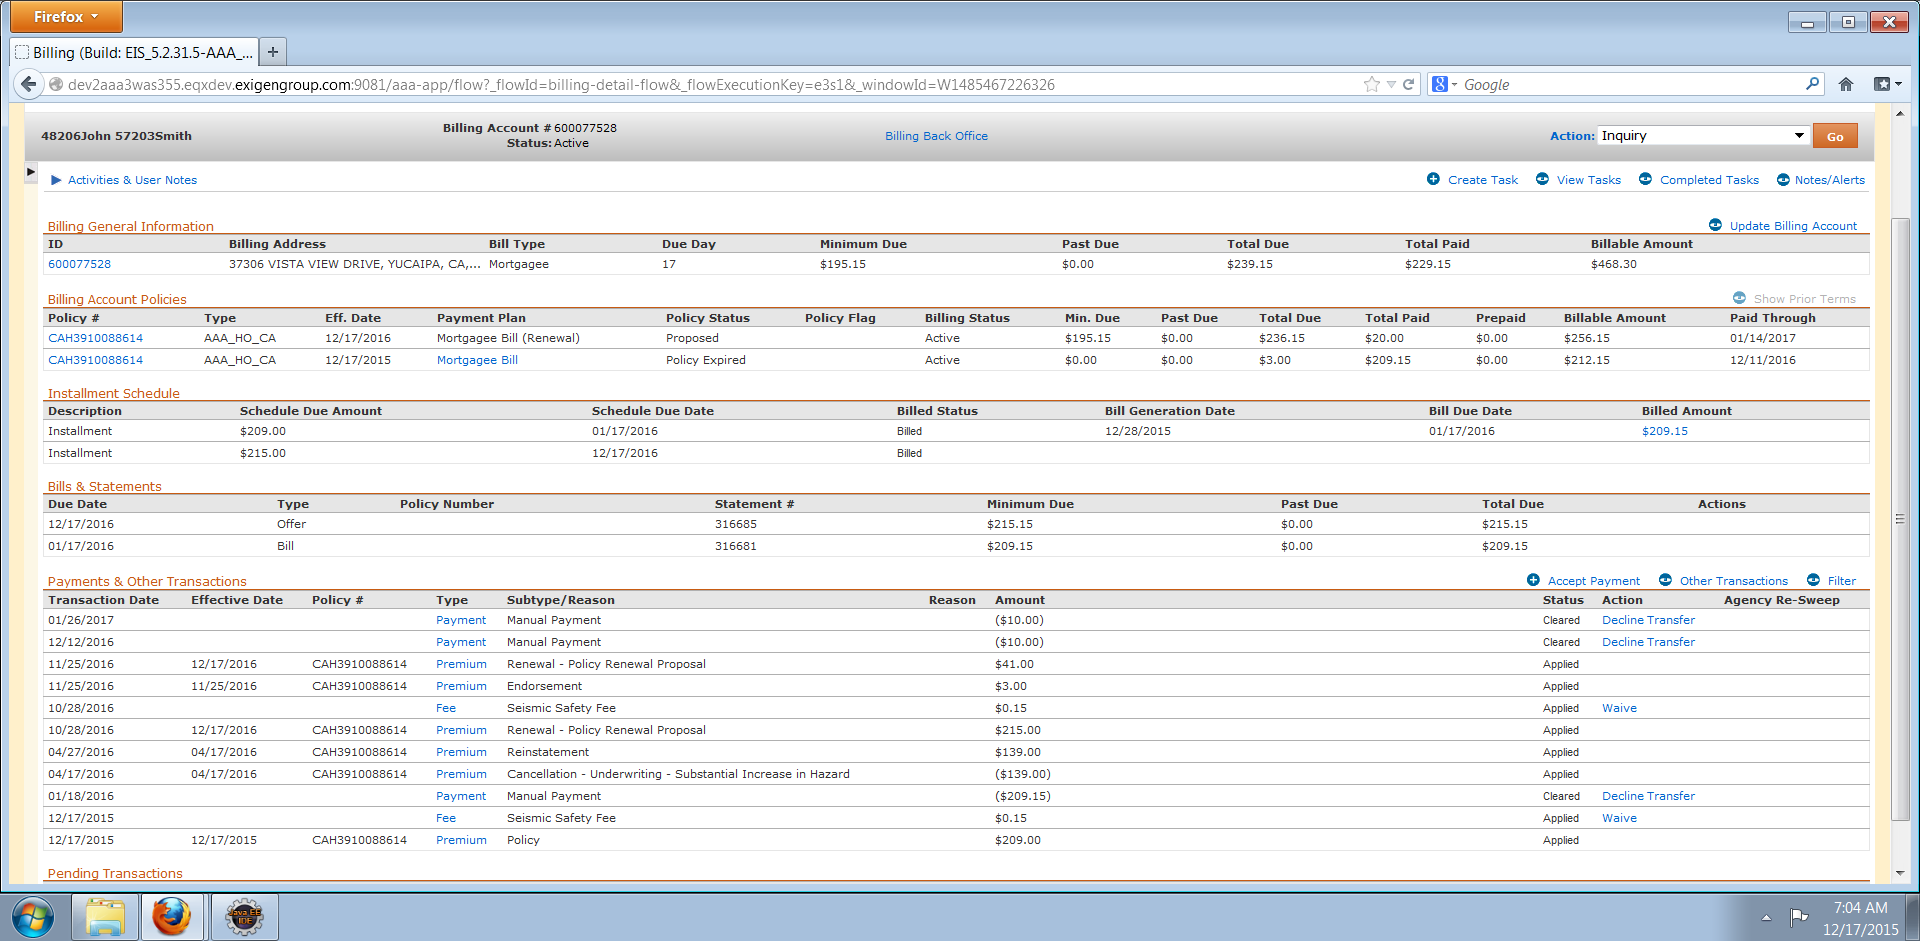 Firefox
Billing (Build: EIS_5.2.31.5-AAA_...
dev2aaa3was355.eqxdev.exigengroup.com:9081/aaa-app/flow?_flowId=billing-detail-flow&_flowExecutionKey=e3s1&_windowId=W1485467226326
Google
48206John 57203Smith
Billing Account # 600077528
Status: Active
Billing Back Office
Action: Inquiry Go
Activities & User Notes Create Task View Tasks Completed Tasks Notes/Alerts
Billing General Information Update Billing Account
ID Billing Address Bill Type Due Day Minimum Due Past Due Total Due Total Paid Billable Amount
600077528 37306 VISTA VIEW DRIVE, YUCAIPA, CA,... Mortgagee 17 $195.15 $0.00 $239.15 $229.15 $468.30
Billing Account Policies Show Prior Terms
Policy # Type Eff. Date Payment Plan Policy Status Policy Flag Billing Status Min. Due Past Due Total Due Total Paid Prepaid Billable Amount Paid Through
CAH3910088614 AAA_HO_CA 12/17/2016 Mortgagee Bill (Renewal) Proposed Active $195.15 $0.00 $236.15 $20.00 $0.00 $256.15 01/14/2017
CAH3910088614 AAA_HO_CA 12/17/2015 Mortgagee Bill Policy Expired Active $0.00 $0.00 $3.00 $209.15 $0.00 $212.15 12/11/2016
Installment Schedule
Description Schedule Due Amount Schedule Due Date Billed Status Bill Generation Date Bill Due Date Billed Amount
Installment $209.00 01/17/2016 Billed 12/28/2015 01/17/2016 $209.15
Installment $215.00 12/17/2016 Billed
Bills & Statements
Due Date Type Policy Number Statement # Minimum Due Past Due Total Due Actions
12/17/2016 Offer 316685 $215.15 $0.00 $215.15
01/17/2016 Bill 316681 $209.15 $0.00 $209.15
Payments & Other Transactions Accept Payment Other Transactions Filter
Transaction Date Effective Date Policy # Type Subtype/Reason Reason Amount Status Action Agency Re-Sweep
01/26/2017 Payment Manual Payment ($10.00) Cleared Decline Transfer
12/12/2016 Payment Manual Payment ($10.00) Cleared Decline Transfer
11/25/2016 12/17/2016 CAH3910088614 Premium Renewal - Policy Renewal Proposal $41.00 Applied
11/25/2016 11/25/2016 CAH3910088614 Premium Endorsement $3.00 Applied
10/28/2016 Fee Seismic Safety Fee $0.15 Applied Waive
10/28/2016 12/17/2016 CAH3910088614 Premium Renewal - Policy Renewal Proposal $215.00 Applied
04/27/2016 04/17/2016 CAH3910088614 Premium Reinstatement $139.00 Applied
04/17/2016 04/17/2016 CAH3910088614 Premium Cancellation - Underwriting - Substantial Increase in Hazard ($139.00) Applied
01/18/2016 Payment Manual Payment ($209.15) Cleared Decline Transfer
12/17/2015 Fee Seismic Safety Fee $0.15 Applied Waive
12/17/2015 12/17/2015 CAH3910088614 Premium Policy $209.00 Applied
Pending Transactions
Java EE
IDE
7:04 AM
12/17/2015